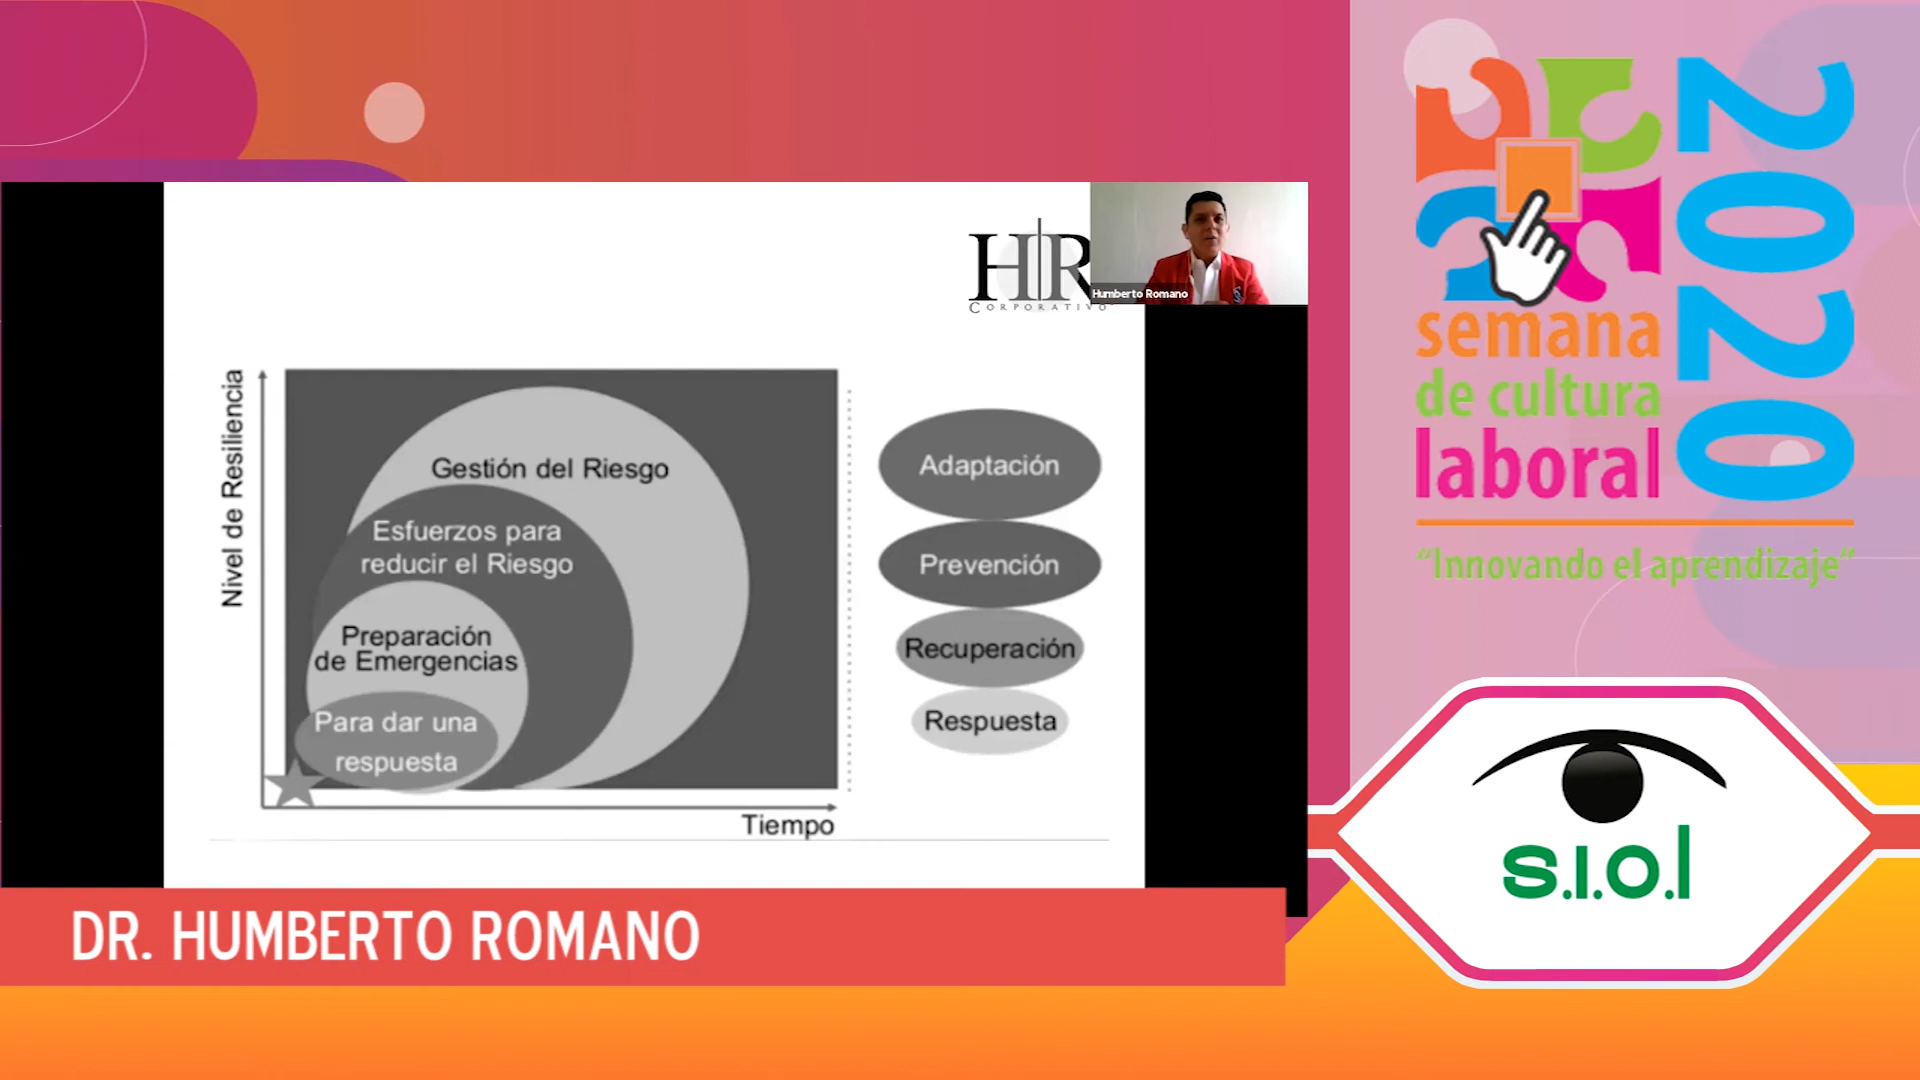 HR
CORPORATIVO
Humberto Romano
Nivel de Resiliencia
Gestión del Riesgo
Esfuerzos para
reducir el Riesgo
Preparación
de Emergencias
Para dar una
respuesta
Tiempo
Adaptación
Prevención
Recuperación
Respuesta
DR. HUMBERTO ROMANO
2020
semana
de cultura
laboral
“Innovando el aprendizaje”
s.i.o.l